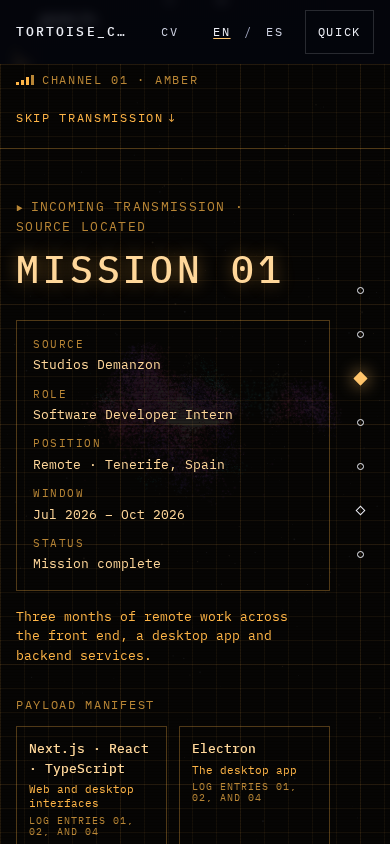 TORTOISE_C…
CV
EN / ES
QUICK
CHANNEL 01 · AMBER
SKIP TRANSMISSION ↓
▶ INCOMING TRANSMISSION ·
SOURCE LOCATED
MISSION 01
SOURCE
Studios Demanzon
ROLE
Software Developer Intern
POSITION
Remote · Tenerife, Spain
WINDOW
Jul 2026 — Oct 2026
STATUS
Mission complete
Three months of remote work across
the front end, a desktop app and
backend services.
PAYLOAD MANIFEST
Next.js · React
· TypeScript
Web and desktop
interfaces
LOG ENTRIES 01,
02, AND 04
Electron
The desktop app
LOG ENTRIES 01,
02, AND 04